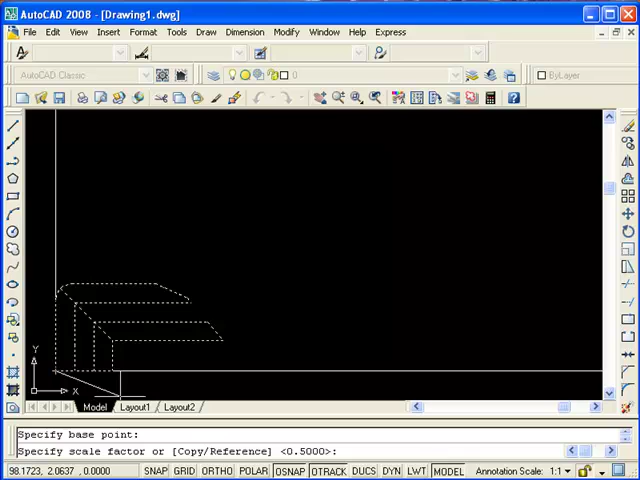 AutoCAD 2008 - [Drawing1.dwg]
File Edit View Insert Format Tools Draw Dimension Modify Window Help Express
AutoCAD Classic 0 ByLayer
Y
X
Model Layout1 Layout2
Specify base point:
Specify scale factor or [Copy/Reference] <0.5000>:
98.1723, 2.0637, 0.0000 SNAP GRID ORTHO POLAR OSNAP OTRACK DUCS DYN LWT MODEL Annotation Scale: 1:1